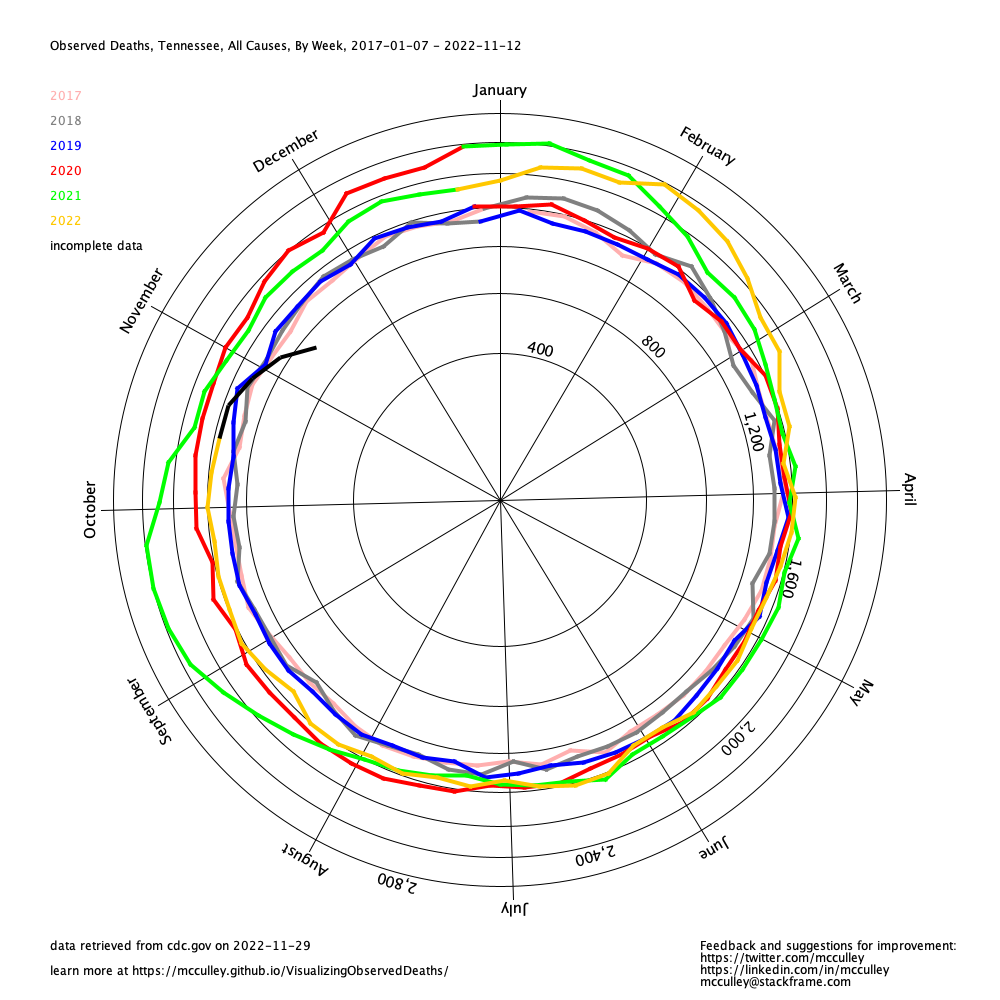 Observed Deaths, Tennessee, All Causes, By Week, 2017-01-07 - 2022-11-12
January
2017
2018
2019
2020
2021
2022
incomplete data
December
February
November
March
400
800
1,200
October
April
1,600
September
May
2,000
August
June
2,400
2,800
July
data retrieved from cdc.gov on 2022-11-29
learn more at https://mcculley.github.io/VisualizingObservedDeaths/
Feedback and suggestions for improvement:
https://twitter.com/mcculley
https://linkedin.com/in/mcculley
mcculley@stackframe.com